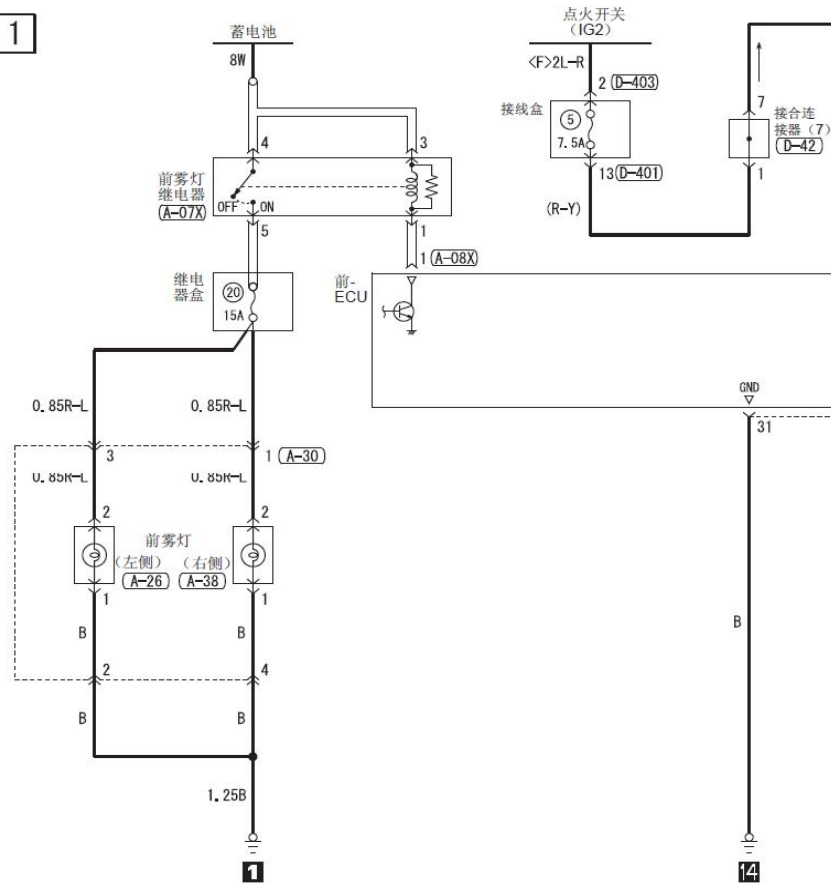 1
蓄电池
8W
点火开关
（IG2）
<F>2L-R
2 (D-403)
接线盒
5
7.5A
13 (D-401)
(R-Y)
7
接合连
接器（7）
(D-42)
1
4
3
前雾灯
继电器
(A-07X)
OFF
ON
5
1
1 (A-08X)
继电
器盒
20
15A
前-
ECU
GND
31
0.85R-L
0.85R-L
3
1 (A-30)
0.85R-L
0.85R-L
2
2
前雾灯
（左侧）
（右侧）
(A-26)
(A-38)
1
1
B
B
B
2
4
B
B
1.25B
1
14